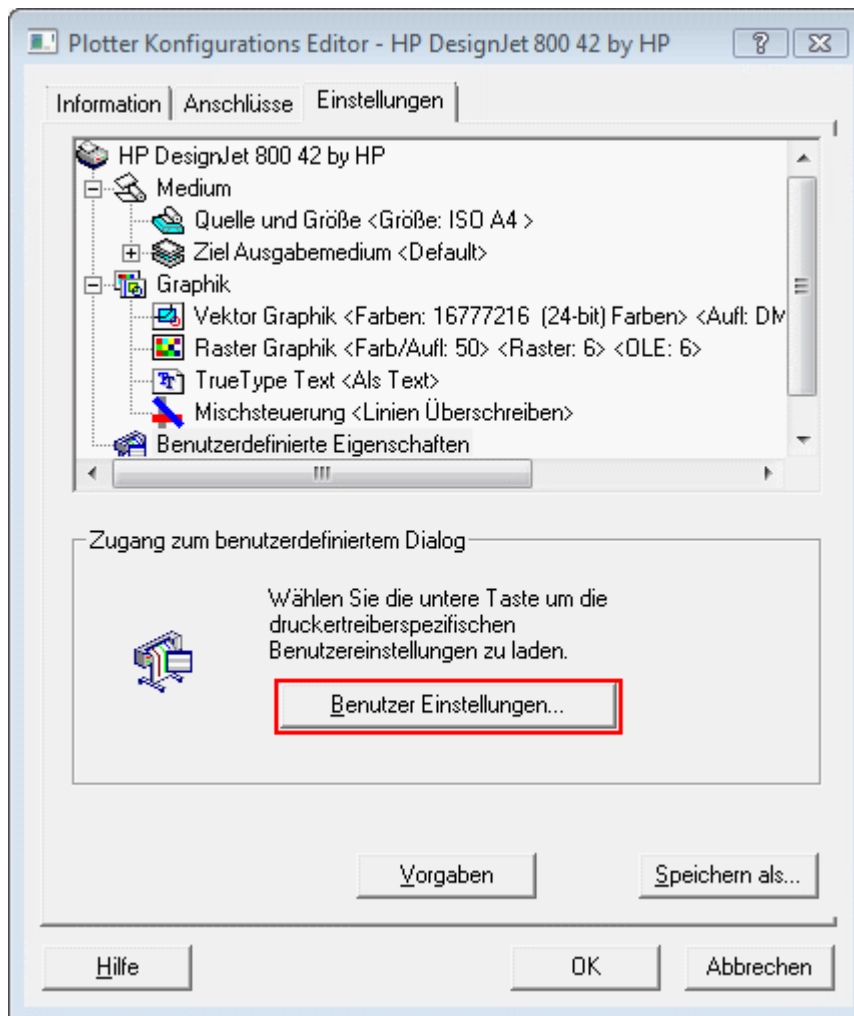 Plotter Konfigurations Editor - HP DesignJet 800 42 by HP
Information Anschlüsse Einstellungen
HP DesignJet 800 42 by HP
Medium
Quelle und Größe <Größe: ISO A4 >
Ziel Ausgabemedium <Default>
Graphik
Vektor Graphik <Farben: 16777216 (24-bit) Farben> <Aufl: DM
Raster Graphik <Farb/Aufl: 50> <Raster: 6> <OLE: 6>
TrueType Text <Als Text>
Mischsteuerung <Linien Überschreiben>
Benutzerdefinierte Eigenschaften
Zugang zum benutzerdefiniertem Dialog
Wählen Sie die untere Taste um die
druckertreiberspezifischen
Benutzereinstellungen zu laden.
Benutzer Einstellungen...
Vorgaben Speichern als...
Hilfe OK Abbrechen